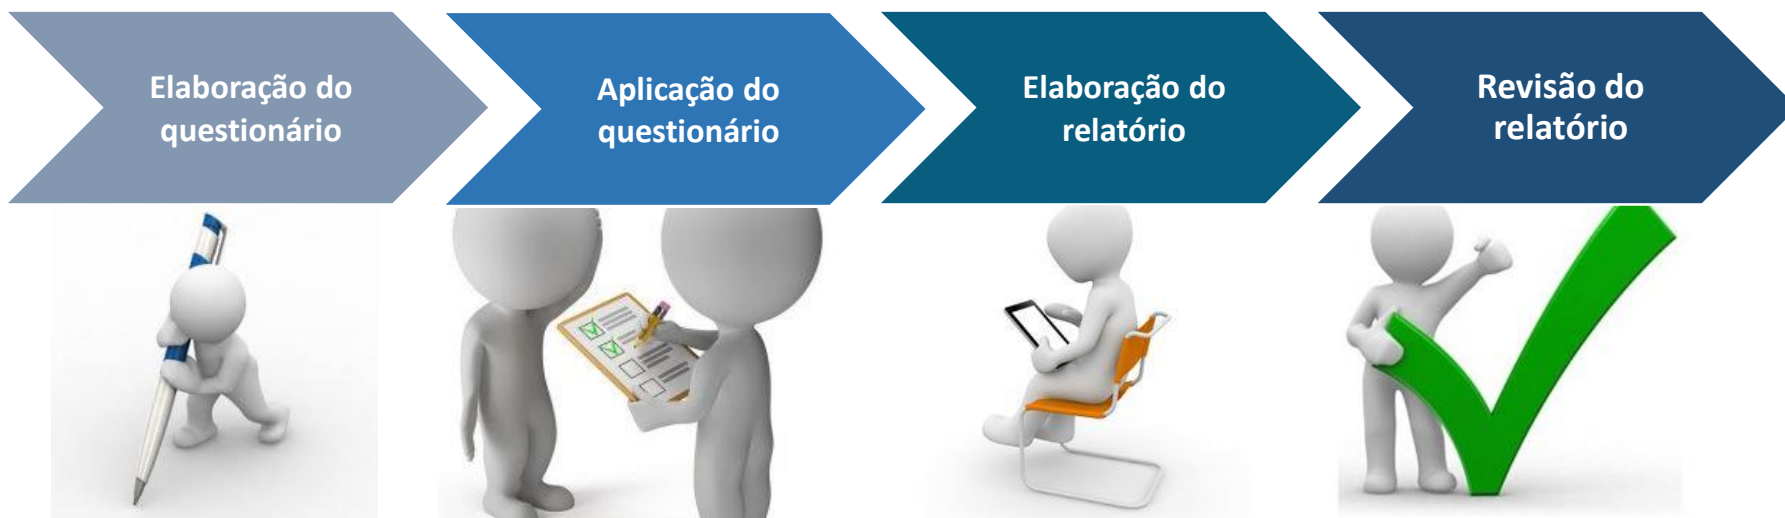 Elaboração do
questionário
Aplicação do
questionário
Elaboração do
relatório
Revisão do
relatório